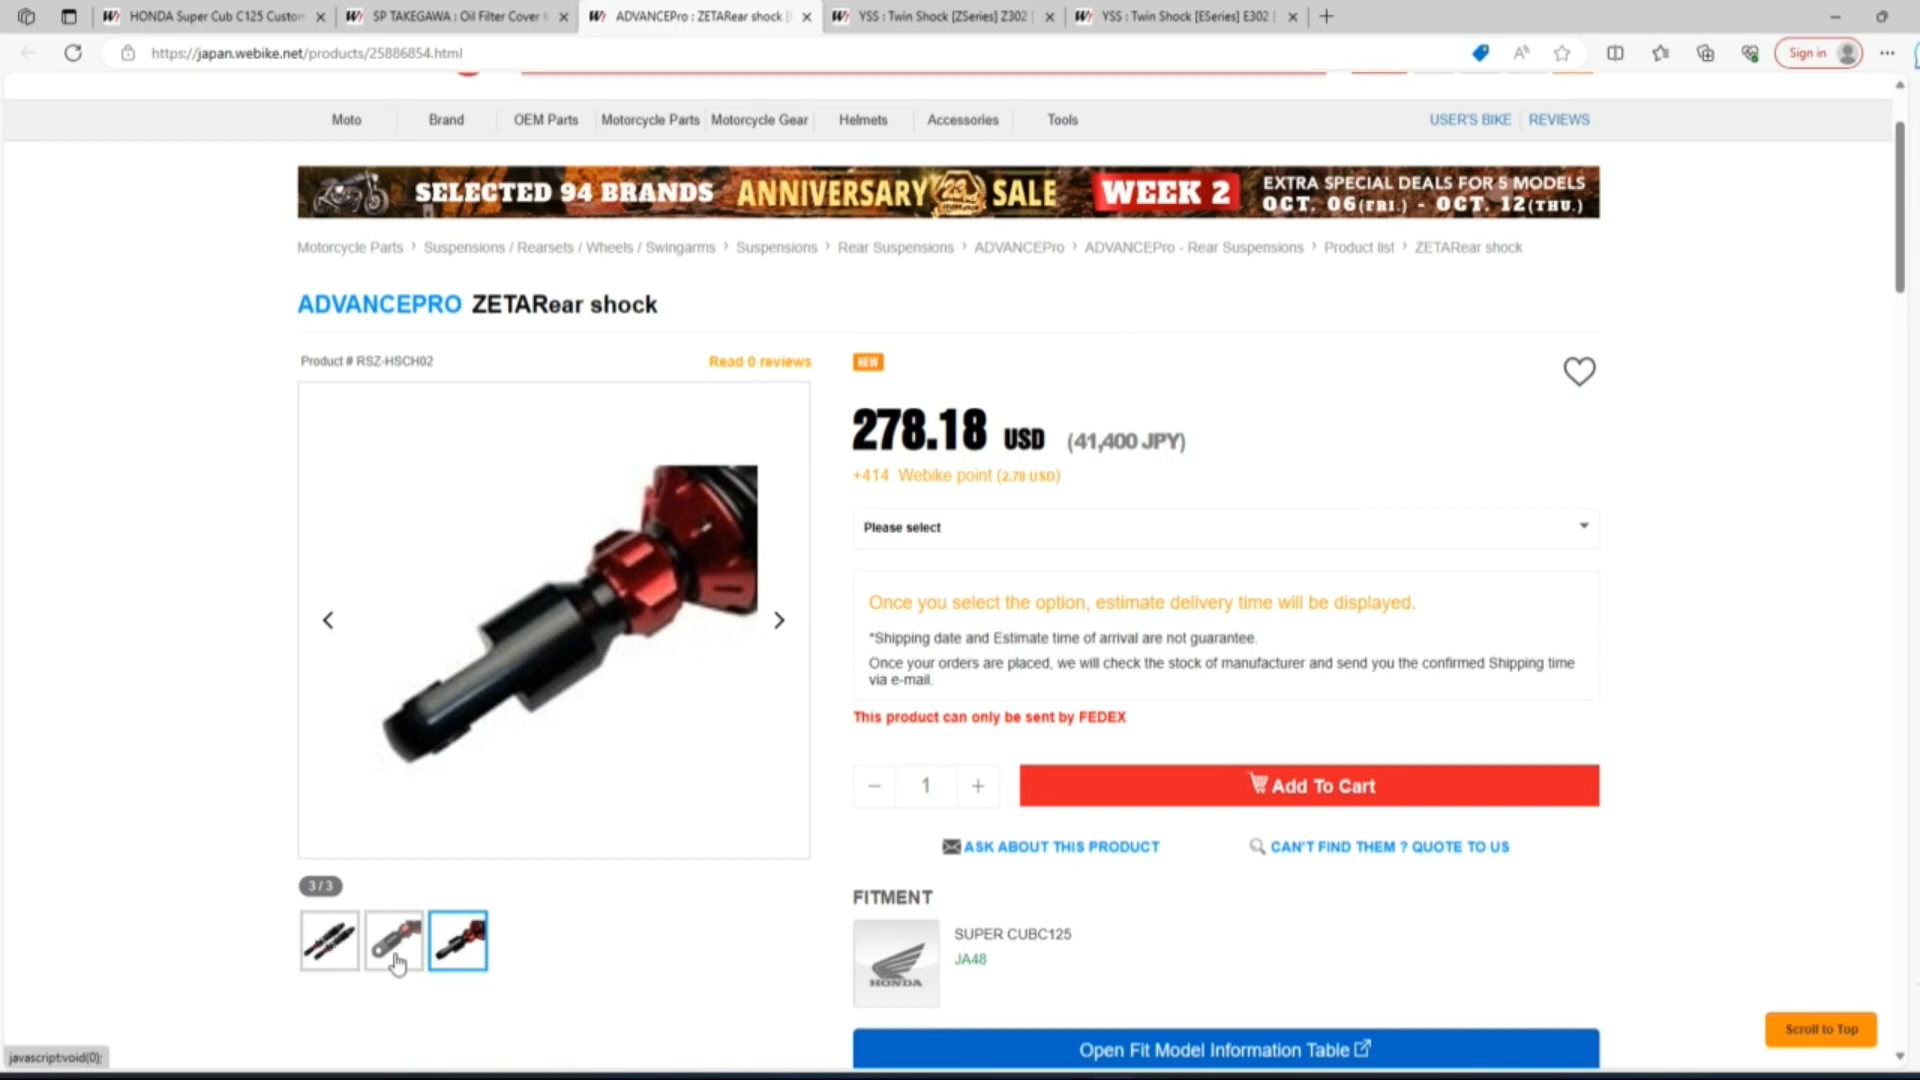 HONDA Super Cub C125 Custom
SP TAKEGAWA : Oil Filter Cover
ADVANCEPro : ZETARear shock
YSS : Twin Shock [ZSeries] Z302
YSS : Twin Shock [ESeries] E302
https://japan.webike.net/products/25886854.html
Sign in
Moto
Brand
OEM Parts
Motorcycle Parts
Motorcycle Gear
Helmets
Accessories
Tools
USER'S BIKE
REVIEWS
SELECTED 94 BRANDS ANNIVERSARY 23 SALE WEEK 2
EXTRA SPECIAL DEALS FOR 5 MODELS
OCT. 06(FRI.) - OCT. 12(THU.)
Motorcycle Parts › Suspensions / Rearsets / Wheels / Swingarms › Suspensions › Rear Suspensions › ADVANCEPro › ADVANCEPro - Rear Suspensions › Product list › ZETARear shock
ADVANCEPRO ZETARear shock
Product # RSZ-HSCH02
Read 0 reviews
NEW
278.18 USD (41,400 JPY)
+414 Webike point (2.78 USD)
Please select
Once you select the option, estimate delivery time will be displayed.
*Shipping date and Estimate time of arrival are not guarantee.
Once your orders are placed, we will check the stock of manufacturer and send you the confirmed Shipping time
via e-mail.
This product can only be sent by FEDEX
− 1 +
Add To Cart
ASK ABOUT THIS PRODUCT
CAN'T FIND THEM ? QUOTE TO US
3 / 3
FITMENT
HONDA
SUPER CUBC125
JA48
Open Fit Model Information Table
Scroll to Top
javascript:void(0);